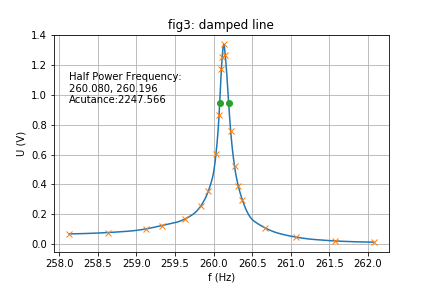 fig3: damped line
1.4
1.2
1.0
0.8
0.6
0.4
0.2
0.0
U (V)
Half Power Frequency:
260.080, 260.196
Acutance:2247.566
258.0 258.5 259.0 259.5 260.0 260.5 261.0 261.5 262.0
f (Hz)